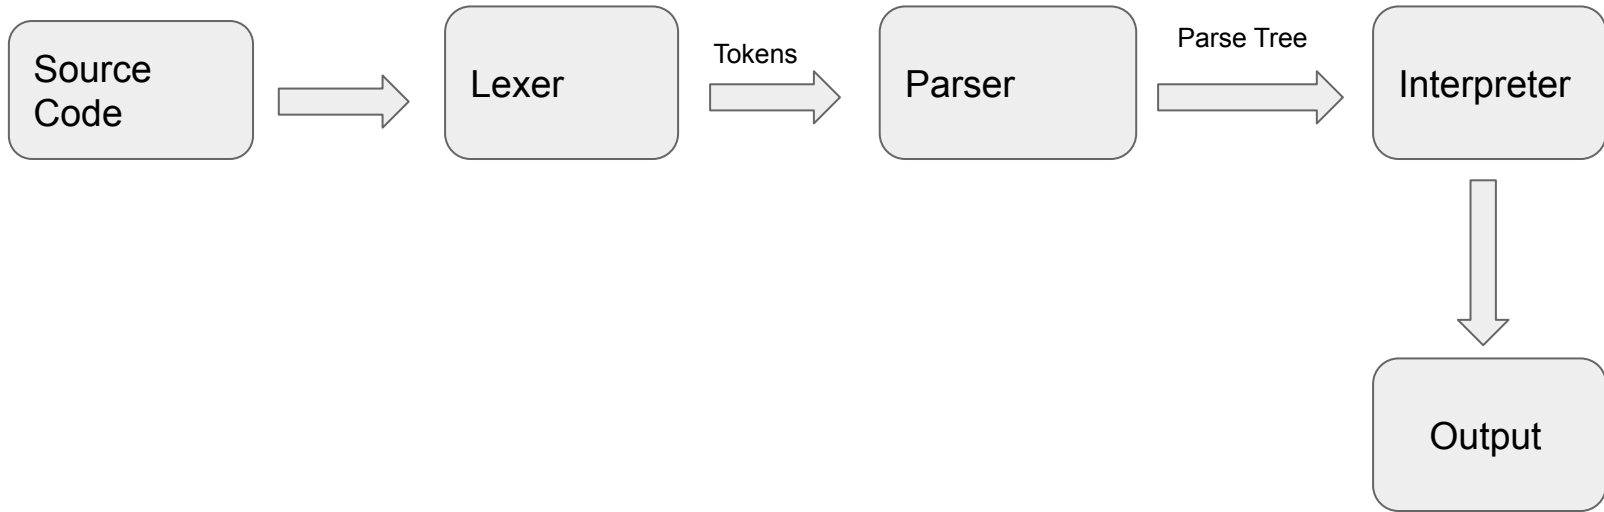 Source
Code
Lexer
Tokens
Parser
Parse Tree
Interpreter
Output